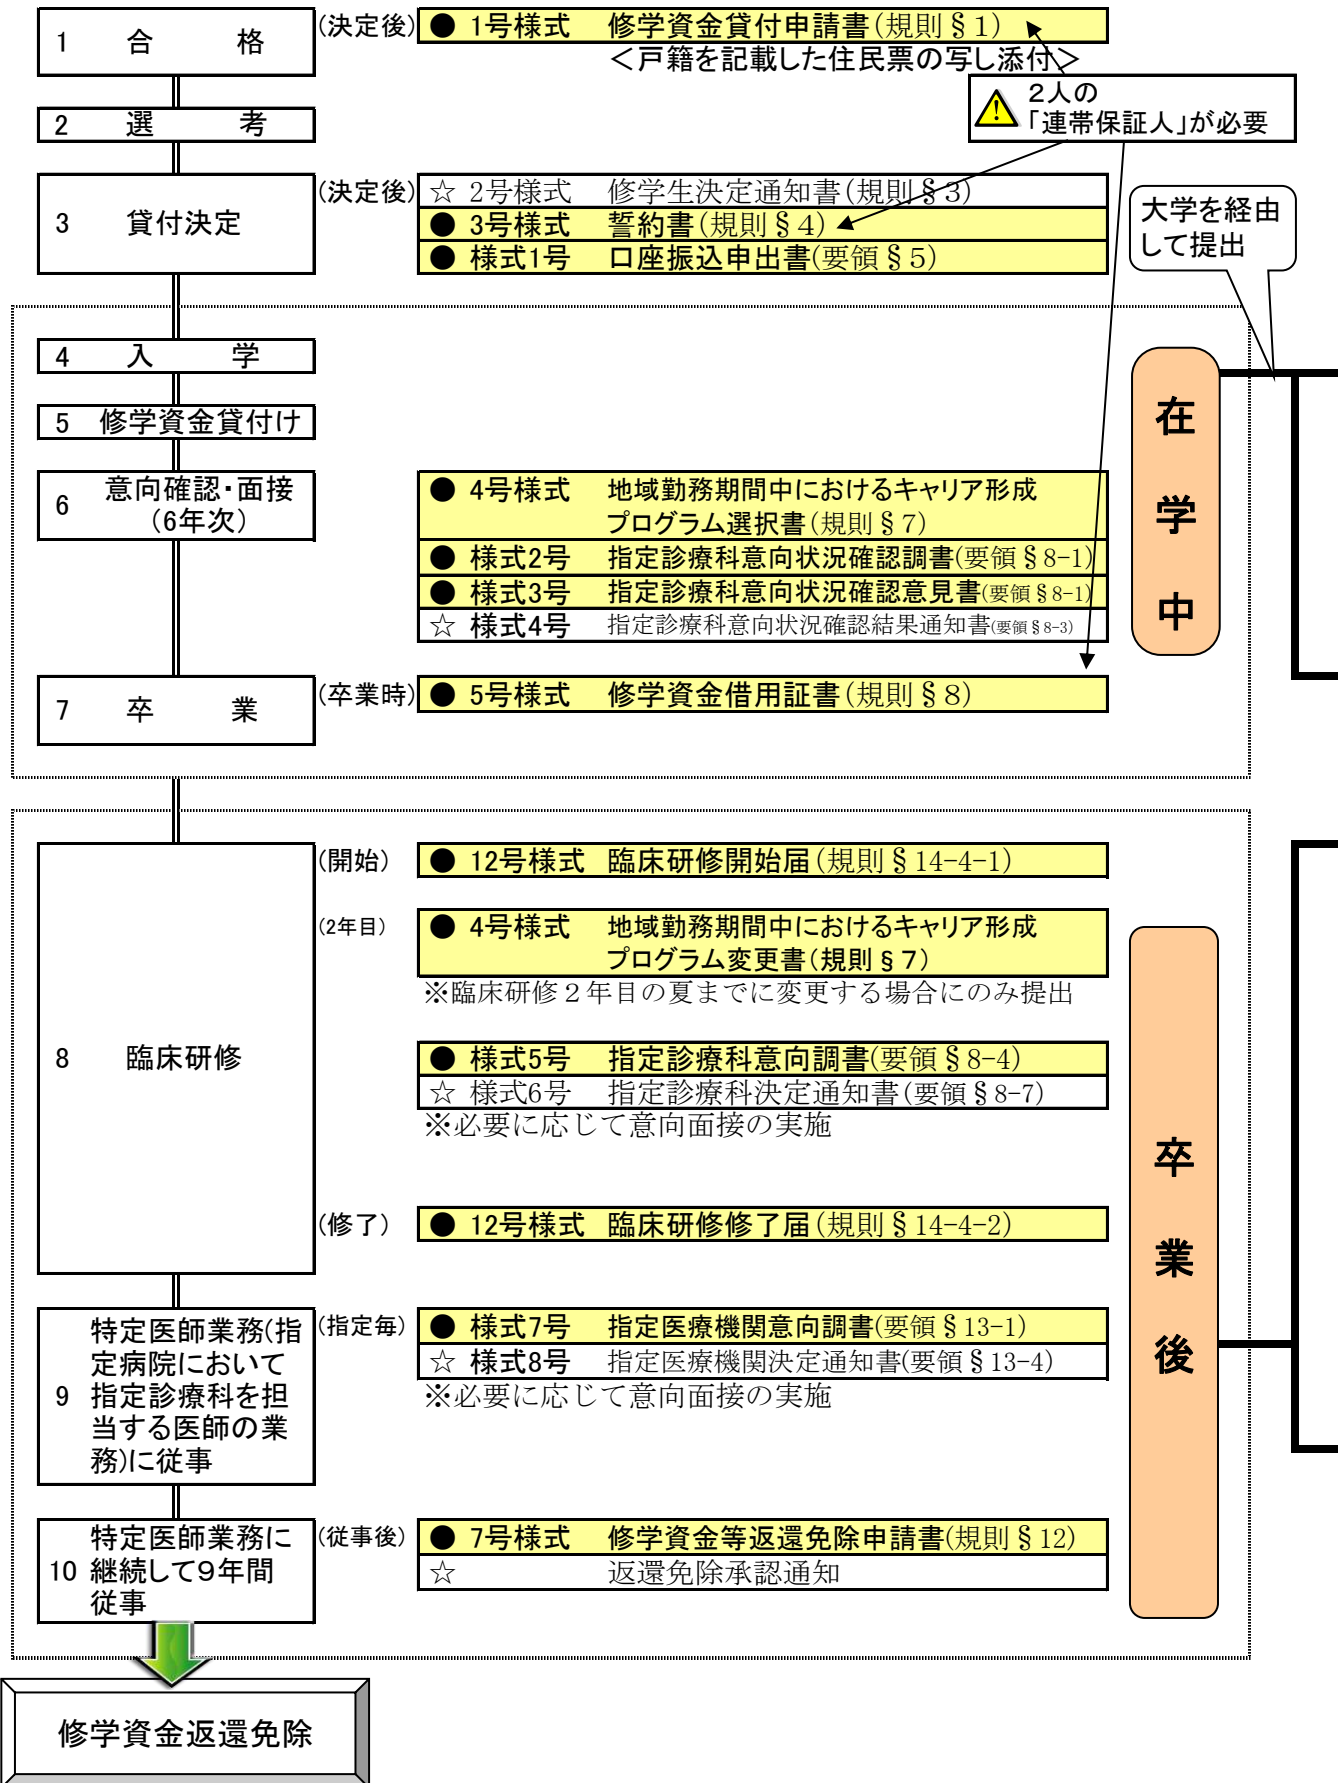 1 合 格
(決定後)
● 1号様式 修学資金貸付申請書(規則§1)
＜戸籍を記載した住民票の写し添付＞
2人の
「連帯保証人」が必要
2 選 考
3 貸付決定
(決定後)
☆ 2号様式 修学生決定通知書(規則§3)
● 3号様式 誓約書(規則§4)
● 様式1号 口座振込申出書(要領§5)
大学を経由
して提出
4 入 学
5 修学資金貸付け
6 意向確認・面接
(6年次)
● 4号様式 地域勤務期間中におけるキャリア形成
プログラム選択書(規則§7)
● 様式2号 指定診療科意向状況確認調書(要領§8-1)
● 様式3号 指定診療科意向状況確認意見書(要領§8-1)
☆ 様式4号 指定診療科意向状況確認結果通知書(要領§8-3)
在
学
中
7 卒 業
(卒業時)
● 5号様式 修学資金借用証書(規則§8)
8 臨床研修
(開始)
● 12号様式 臨床研修開始届(規則§14-4-1)
(2年目)
● 4号様式 地域勤務期間中におけるキャリア形成
プログラム変更書(規則§7)
※臨床研修2年目の夏までに変更する場合にのみ提出
● 様式5号 指定診療科意向調書(要領§8-4)
☆ 様式6号 指定診療科決定通知書(要領§8-7)
※必要に応じて意向面接の実施
(修了)
● 12号様式 臨床研修修了届(規則§14-4-2)
卒
業
後
9 特定医師業務(指
定病院において
指定診療科を担
当する医師の業
務)に従事
(指定毎)
● 様式7号 指定医療機関意向調書(要領§13-1)
☆ 様式8号 指定医療機関決定通知書(要領§13-4)
※必要に応じて意向面接の実施
10 特定医師業務に
継続して9年間
従事
(従事後)
● 7号様式 修学資金等返還免除申請書(規則§12)
☆ 返還免除承認通知
修学資金返還免除